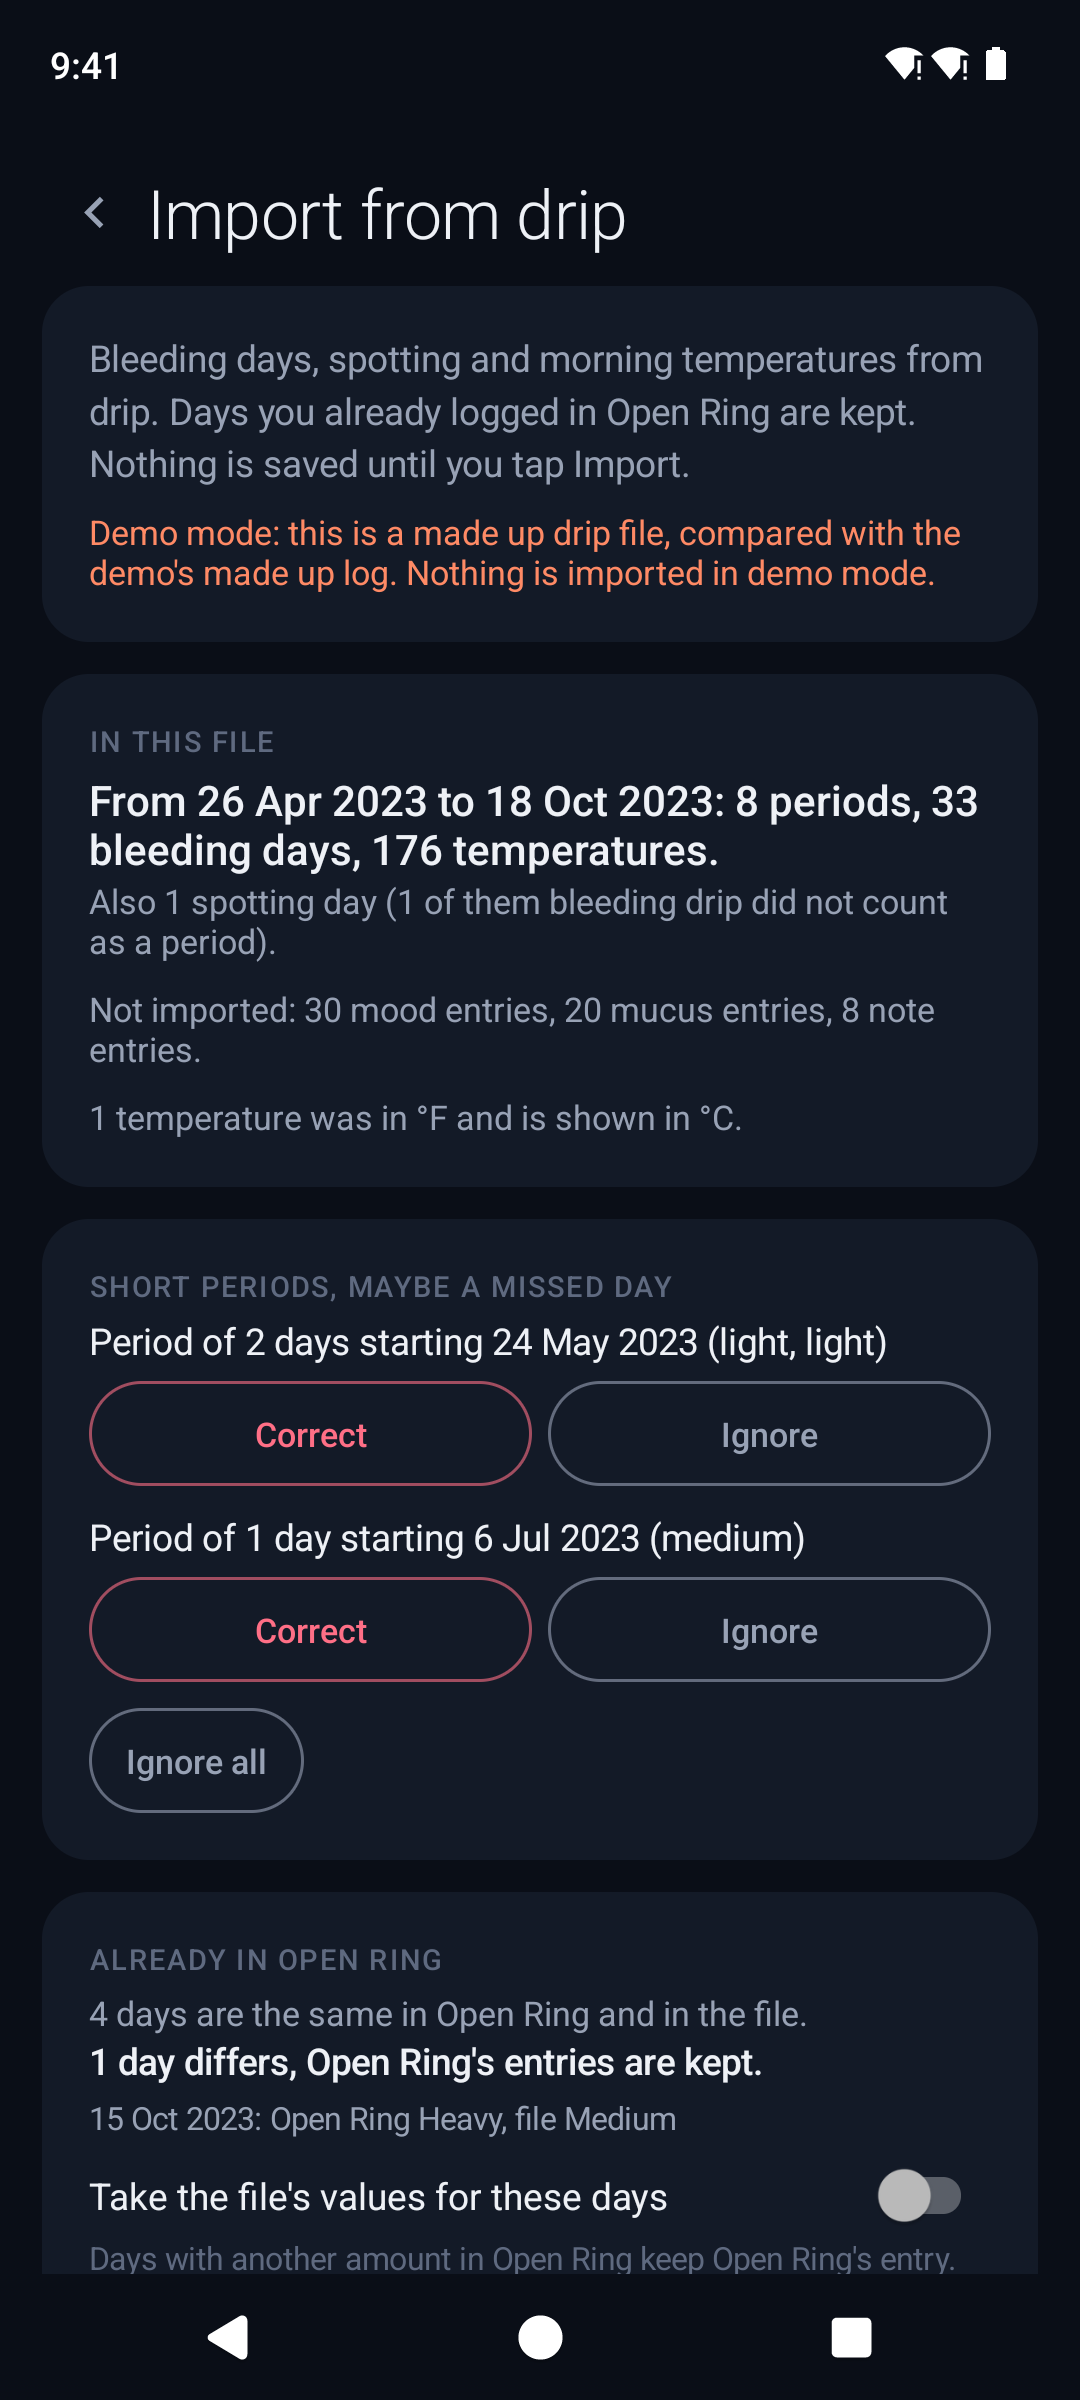 9:41
Import from drip
Bleeding days, spotting and morning temperatures from
drip. Days you already logged in Open Ring are kept.
Nothing is saved until you tap Import.
Demo mode: this is a made up drip file, compared with the
demo's made up log. Nothing is imported in demo mode.
IN THIS FILE
From 26 Apr 2023 to 18 Oct 2023: 8 periods, 33
bleeding days, 176 temperatures.
Also 1 spotting day (1 of them bleeding drip did not count
as a period).
Not imported: 30 mood entries, 20 mucus entries, 8 note
entries.
1 temperature was in °F and is shown in °C.
SHORT PERIODS, MAYBE A MISSED DAY
Period of 2 days starting 24 May 2023 (light, light)
Correct
Ignore
Period of 1 day starting 6 Jul 2023 (medium)
Correct
Ignore
Ignore all
ALREADY IN OPEN RING
4 days are the same in Open Ring and in the file.
1 day differs, Open Ring's entries are kept.
15 Oct 2023: Open Ring Heavy, file Medium
Take the file's values for these days
Days with another amount in Open Ring keep Open Ring's entry.